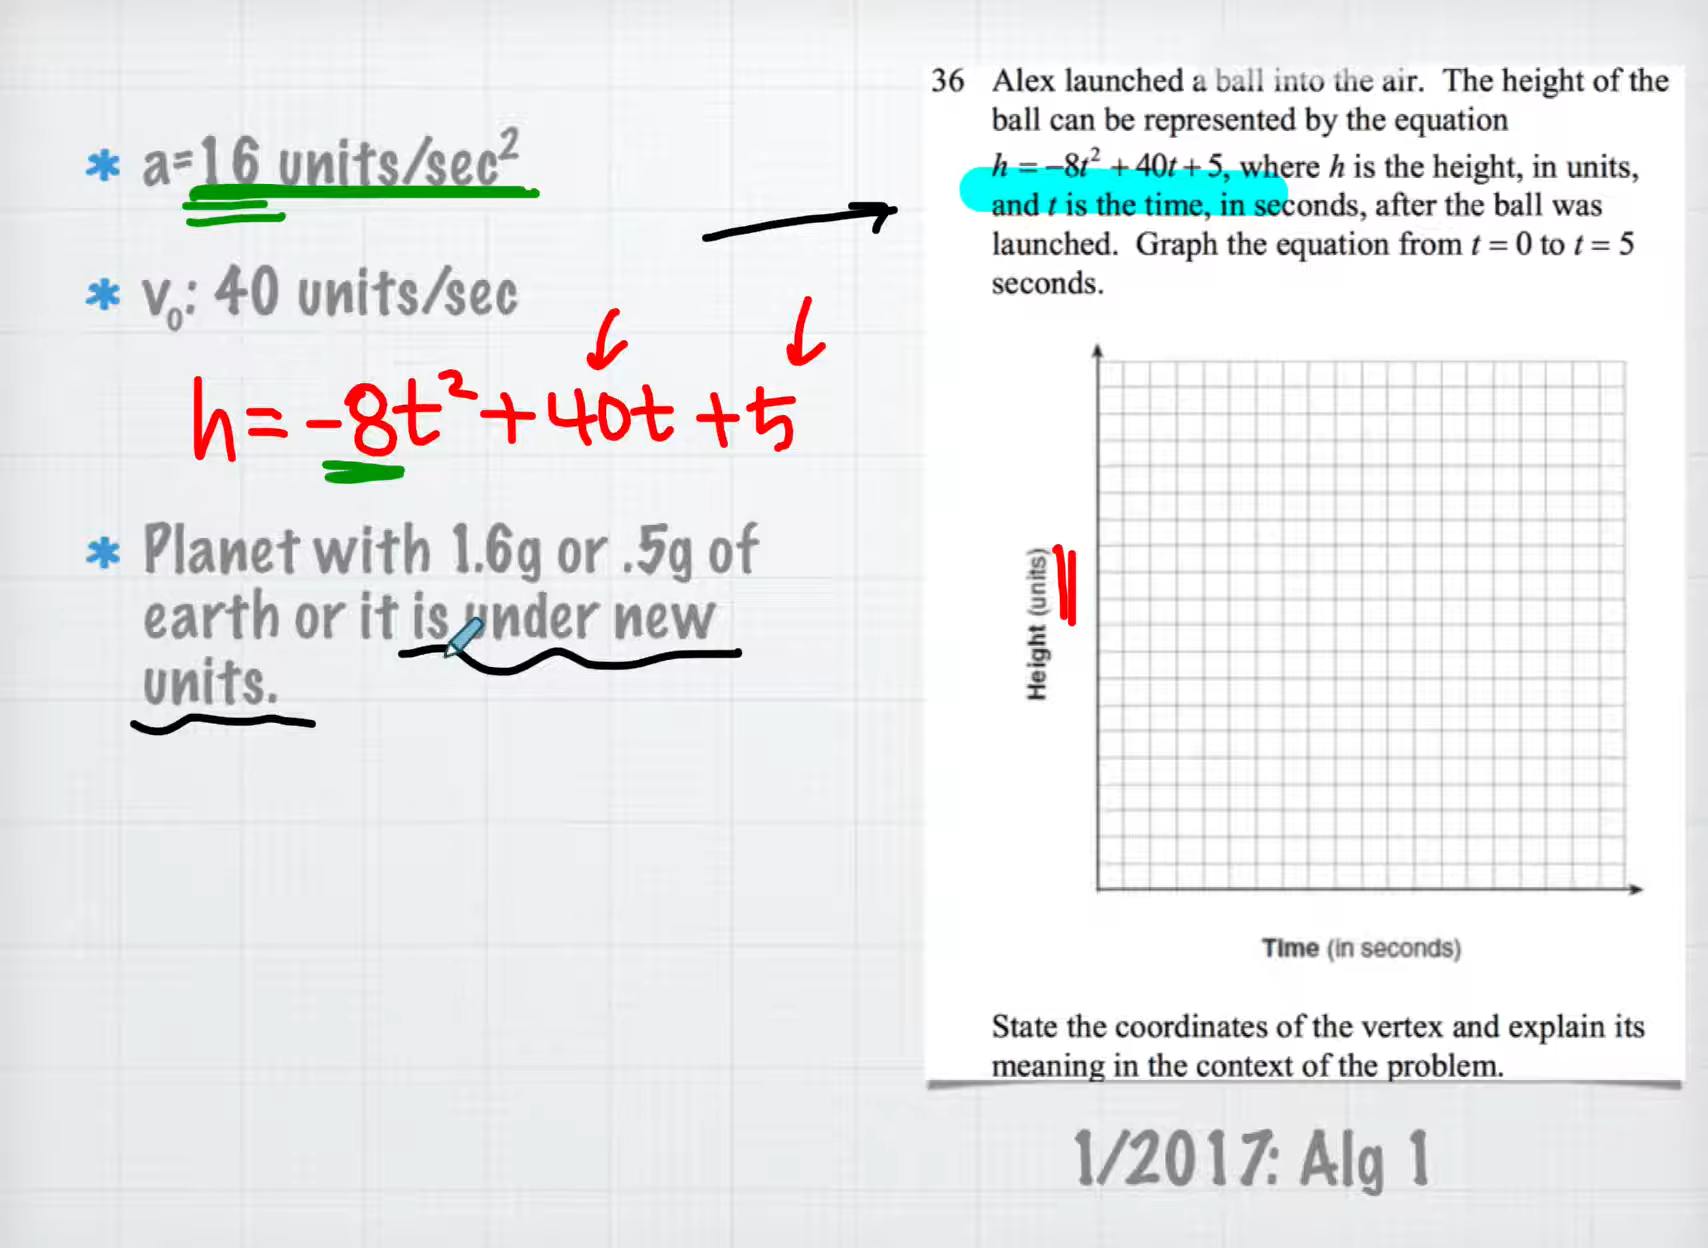 * a=16 units/sec²
* v₀: 40 units/sec
h = -8t² + 40t + 5
* Planet with 1.6g or .5g of
earth or it is under new
units.
36 Alex launched a ball into the air. The height of the
ball can be represented by the equation
h = −8t² + 40t + 5, where h is the height, in units,
and t is the time, in seconds, after the ball was
launched. Graph the equation from t = 0 to t = 5
seconds.
Height (units)
Time (in seconds)
State the coordinates of the vertex and explain its
meaning in the context of the problem.
1/2017: Alg 1